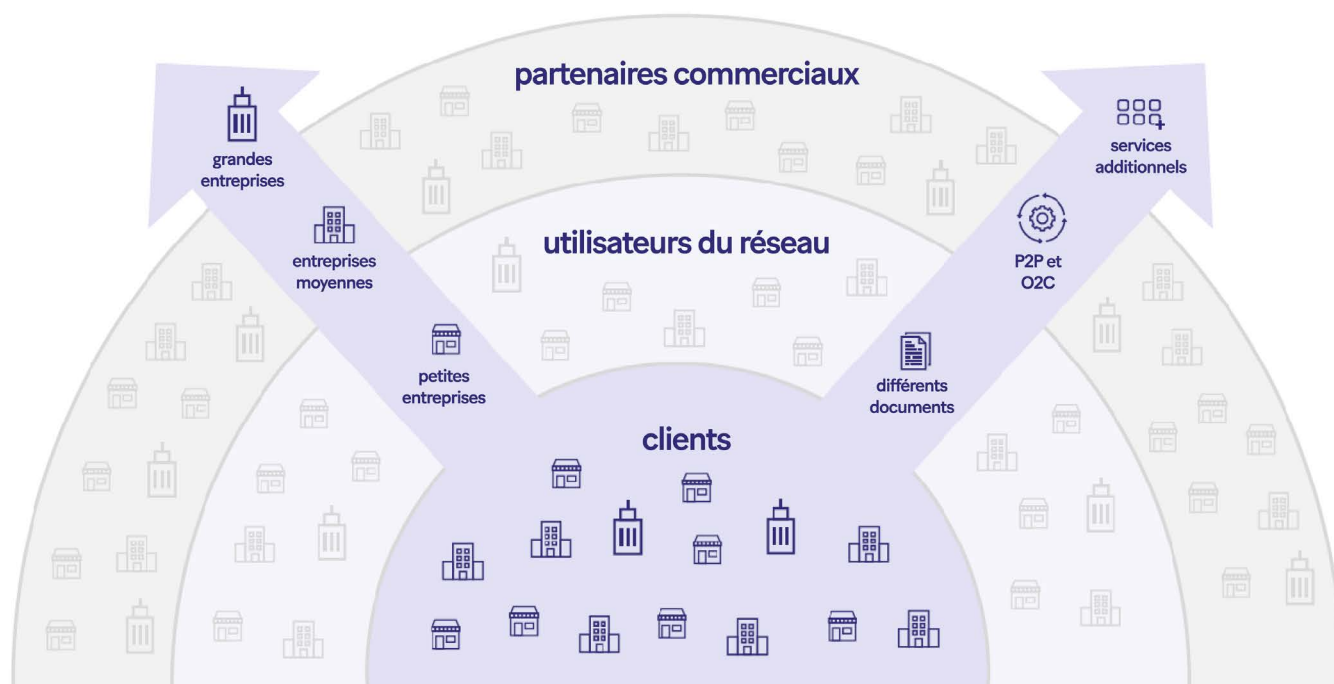 partenaires commerciaux
grandes
entreprises
services
additionnels
utilisateurs du réseau
entreprises
moyennes
P2P et
O2C
petites
entreprises
différents
documents
clients